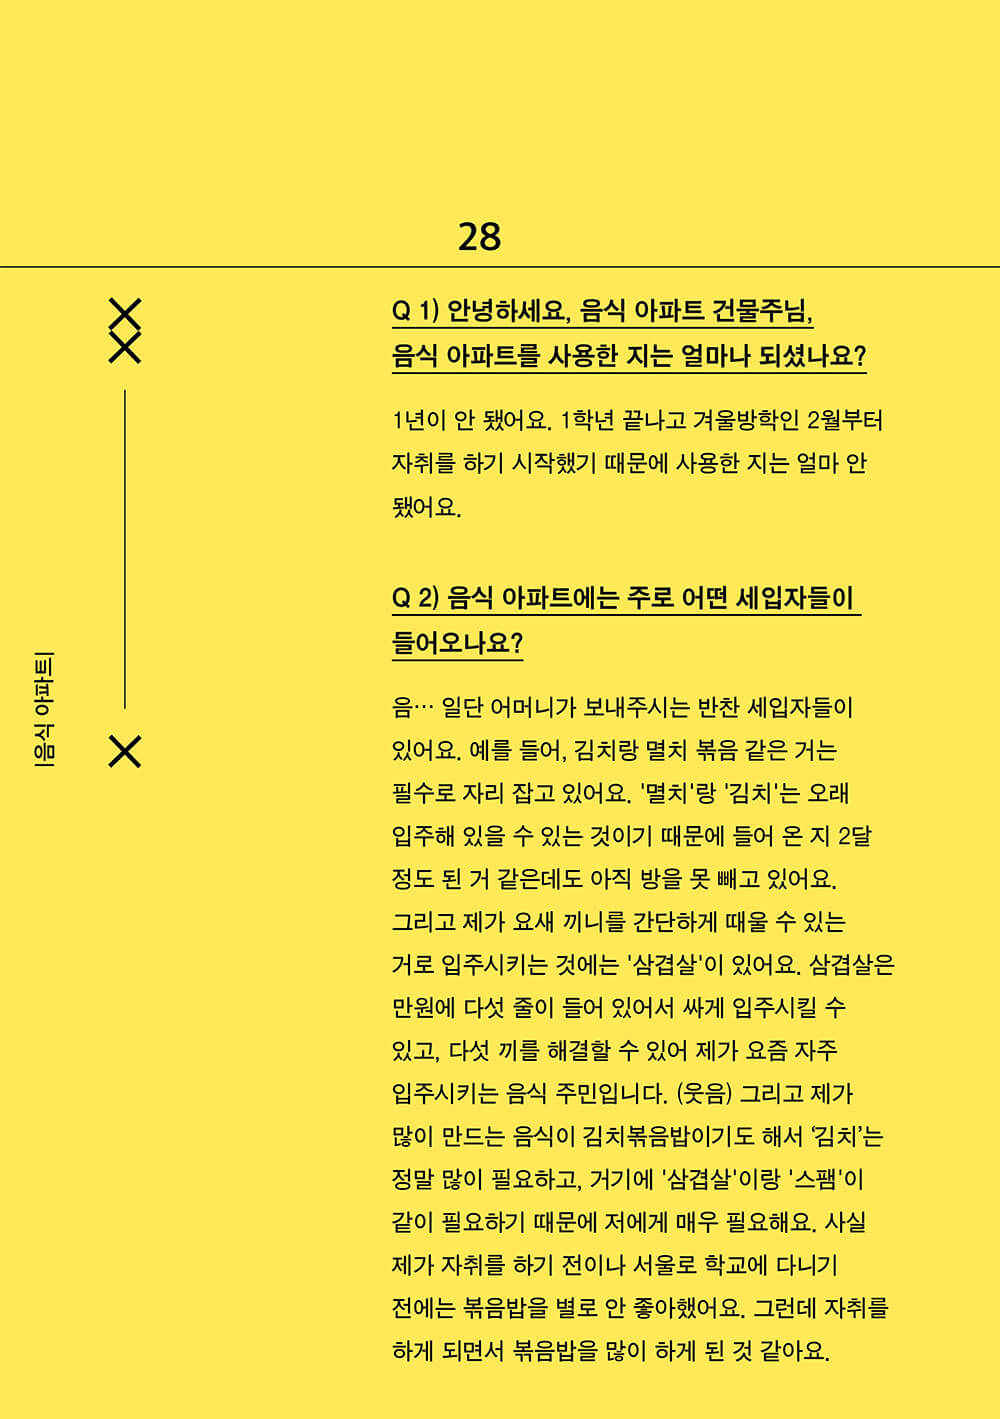 28
Q 1) 안녕하세요, 음식 아파트 건물주님,
음식 아파트를 사용한 지는 얼마나 되셨나요?
1년이 안 됐어요. 1학년 끝나고 겨울방학인 2월부터
자취를 하기 시작했기 때문에 사용한 지는 얼마 안
됐어요.
Q 2) 음식 아파트에는 주로 어떤 세입자들이
들어오나요?
음… 일단 어머니가 보내주시는 반찬 세입자들이
있어요. 예를 들어, 김치랑 멸치 볶음 같은 거는
필수로 자리 잡고 있어요. '멸치'랑 '김치'는 오래
입주해 있을 수 있는 것이기 때문에 들어 온 지 2달
정도 된 거 같은데도 아직 방을 못 빼고 있어요.
그리고 제가 요새 끼니를 간단하게 때울 수 있는
거로 입주시키는 것에는 '삼겹살'이 있어요. 삼겹살은
만원에 다섯 줄이 들어 있어서 싸게 입주시킬 수
있고, 다섯 끼를 해결할 수 있어 제가 요즘 자주
입주시키는 음식 주민입니다. (웃음) 그리고 제가
많이 만드는 음식이 김치볶음밥이기도 해서 ‘김치’는
정말 많이 필요하고, 거기에 '삼겹살'이랑 '스팸'이
같이 필요하기 때문에 저에게 매우 필요해요. 사실
제가 자취를 하기 전이나 서울로 학교에 다니기
전에는 볶음밥을 별로 안 좋아했어요. 그런데 자취를
하게 되면서 볶음밥을 많이 하게 된 것 같아요.
|음식 아파트|